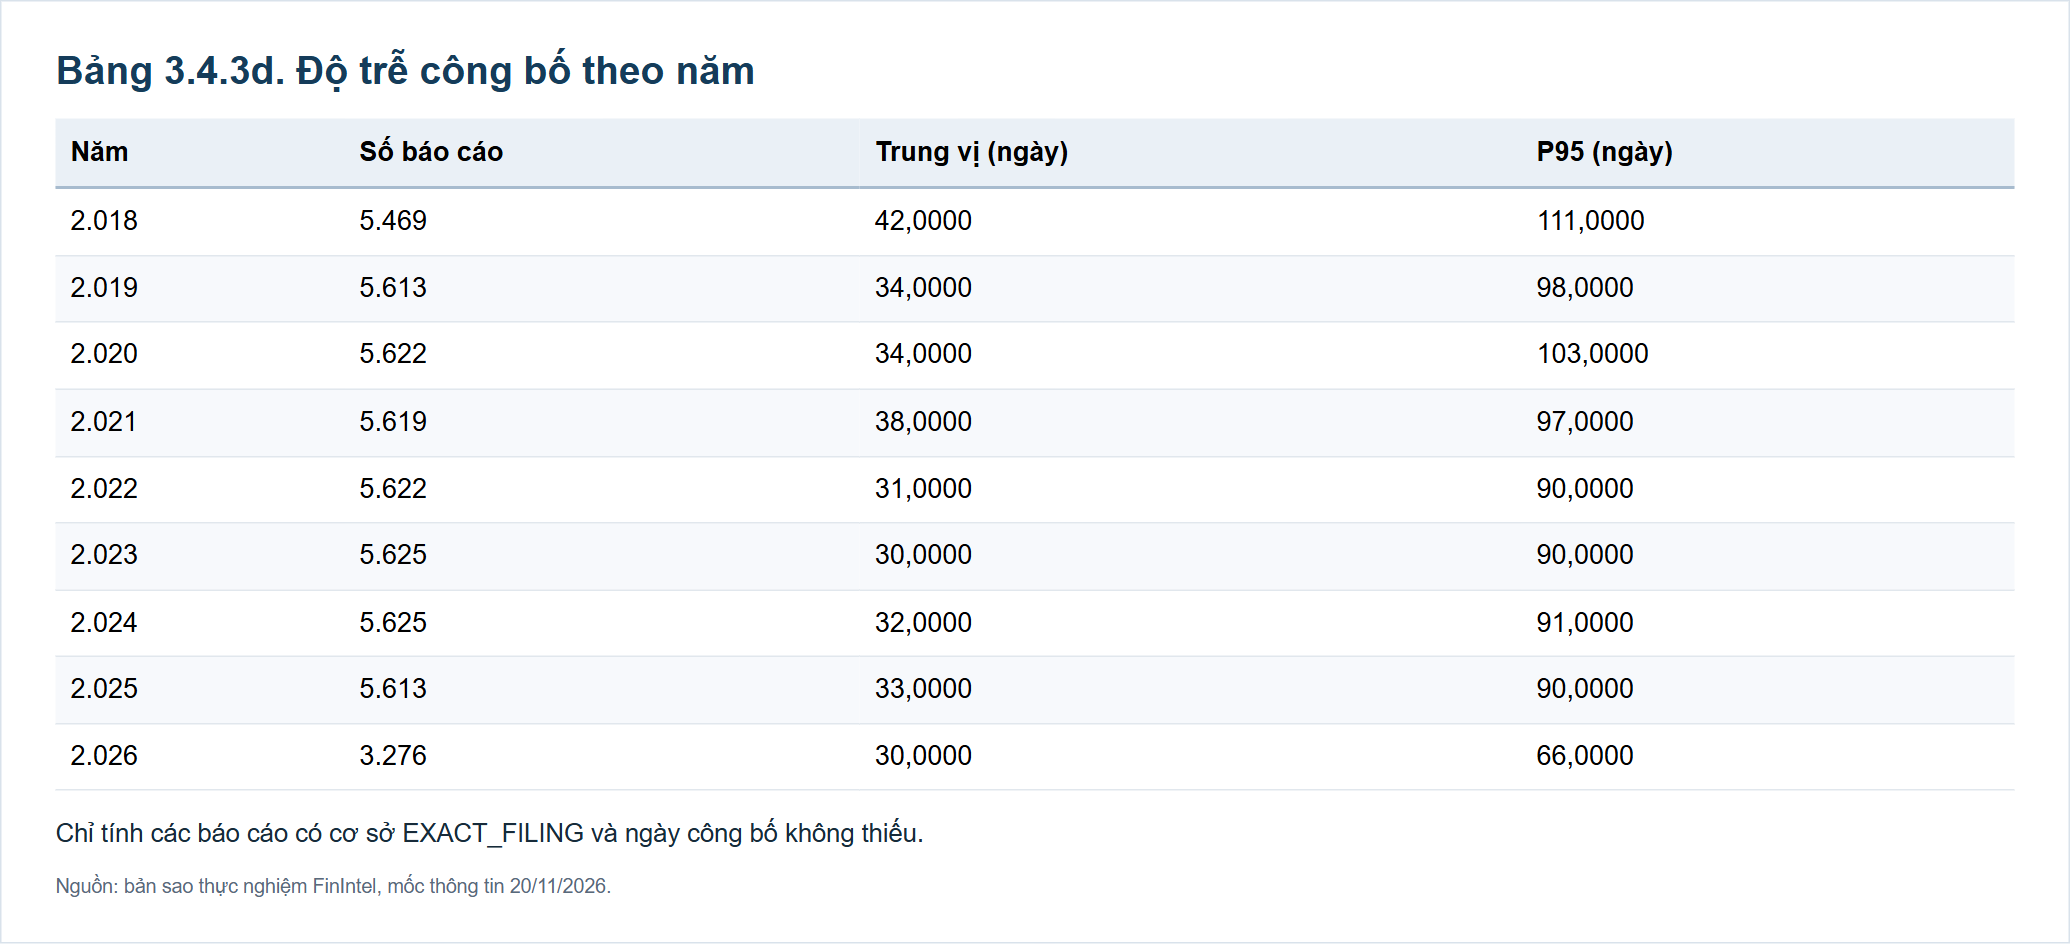 Bảng 3.4.3d. Độ trễ công bố theo năm
Năm Số báo cáo Trung vị (ngày) P95 (ngày)
2.018 5.469 42,0000 111,0000
2.019 5.613 34,0000 98,0000
2.020 5.622 34,0000 103,0000
2.021 5.619 38,0000 97,0000
2.022 5.622 31,0000 90,0000
2.023 5.625 30,0000 90,0000
2.024 5.625 32,0000 91,0000
2.025 5.613 33,0000 90,0000
2.026 3.276 30,0000 66,0000
Chỉ tính các báo cáo có cơ sở EXACT_FILING và ngày công bố không thiếu.
Nguồn: bản sao thực nghiệm FinIntel, mốc thông tin 20/11/2026.